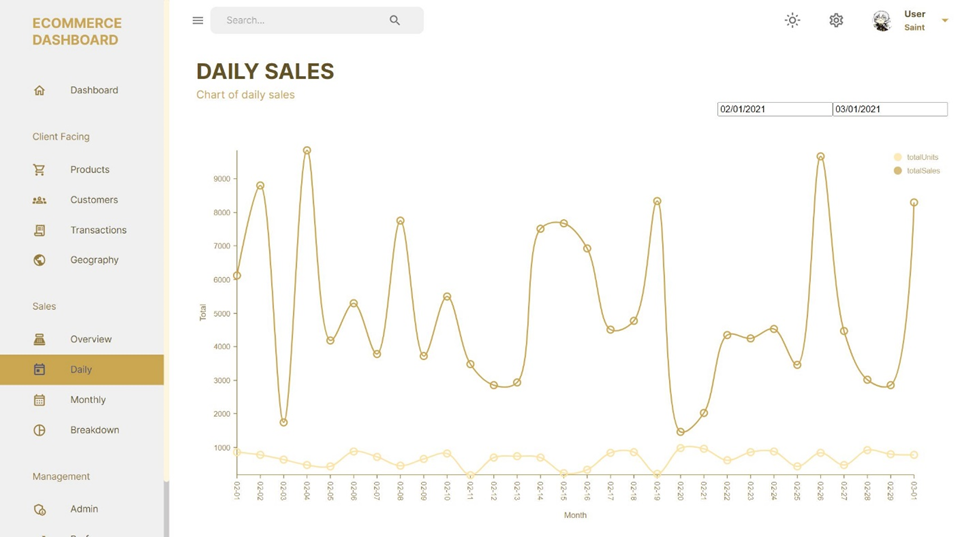 ECOMMERCE
DASHBOARD
Dashboard
Client Facing
Products
Customers
Transactions
Geography
Sales
Overview
Daily
Monthly
Breakdown
Management
Admin
Search...
User
Saint
DAILY SALES
Chart of daily sales
02/01/2021
03/01/2021
totalUnits
totalSales
Total
9000
8000
7000
6000
5000
4000
3000
2000
1000
02-01
02-02
02-03
02-04
02-05
02-06
02-07
02-08
02-09
02-10
02-11
02-12
02-13
02-14
02-15
02-16
02-17
02-18
02-19
02-20
02-21
02-22
02-23
02-24
02-25
02-26
02-27
02-28
02-29
03-01
Month